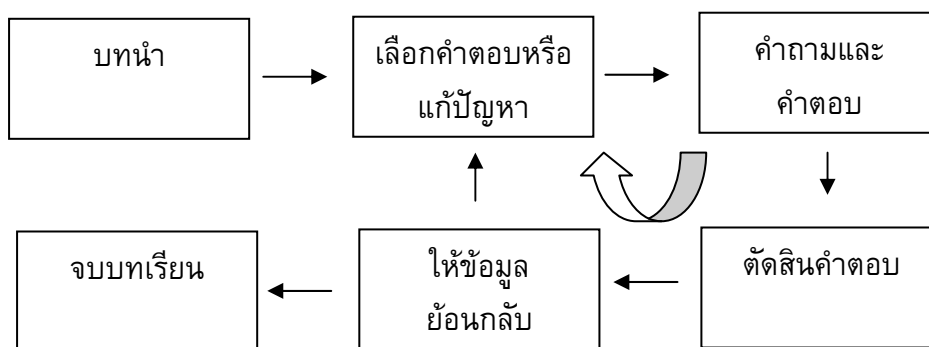 บทนำ
เลือกคำตอบหรือ
แก้ปัญหา
คำถามและ
คำตอบ
จบบทเรียน
ให้ข้อมูล
ย้อนกลับ
ตัดสินคำตอบ